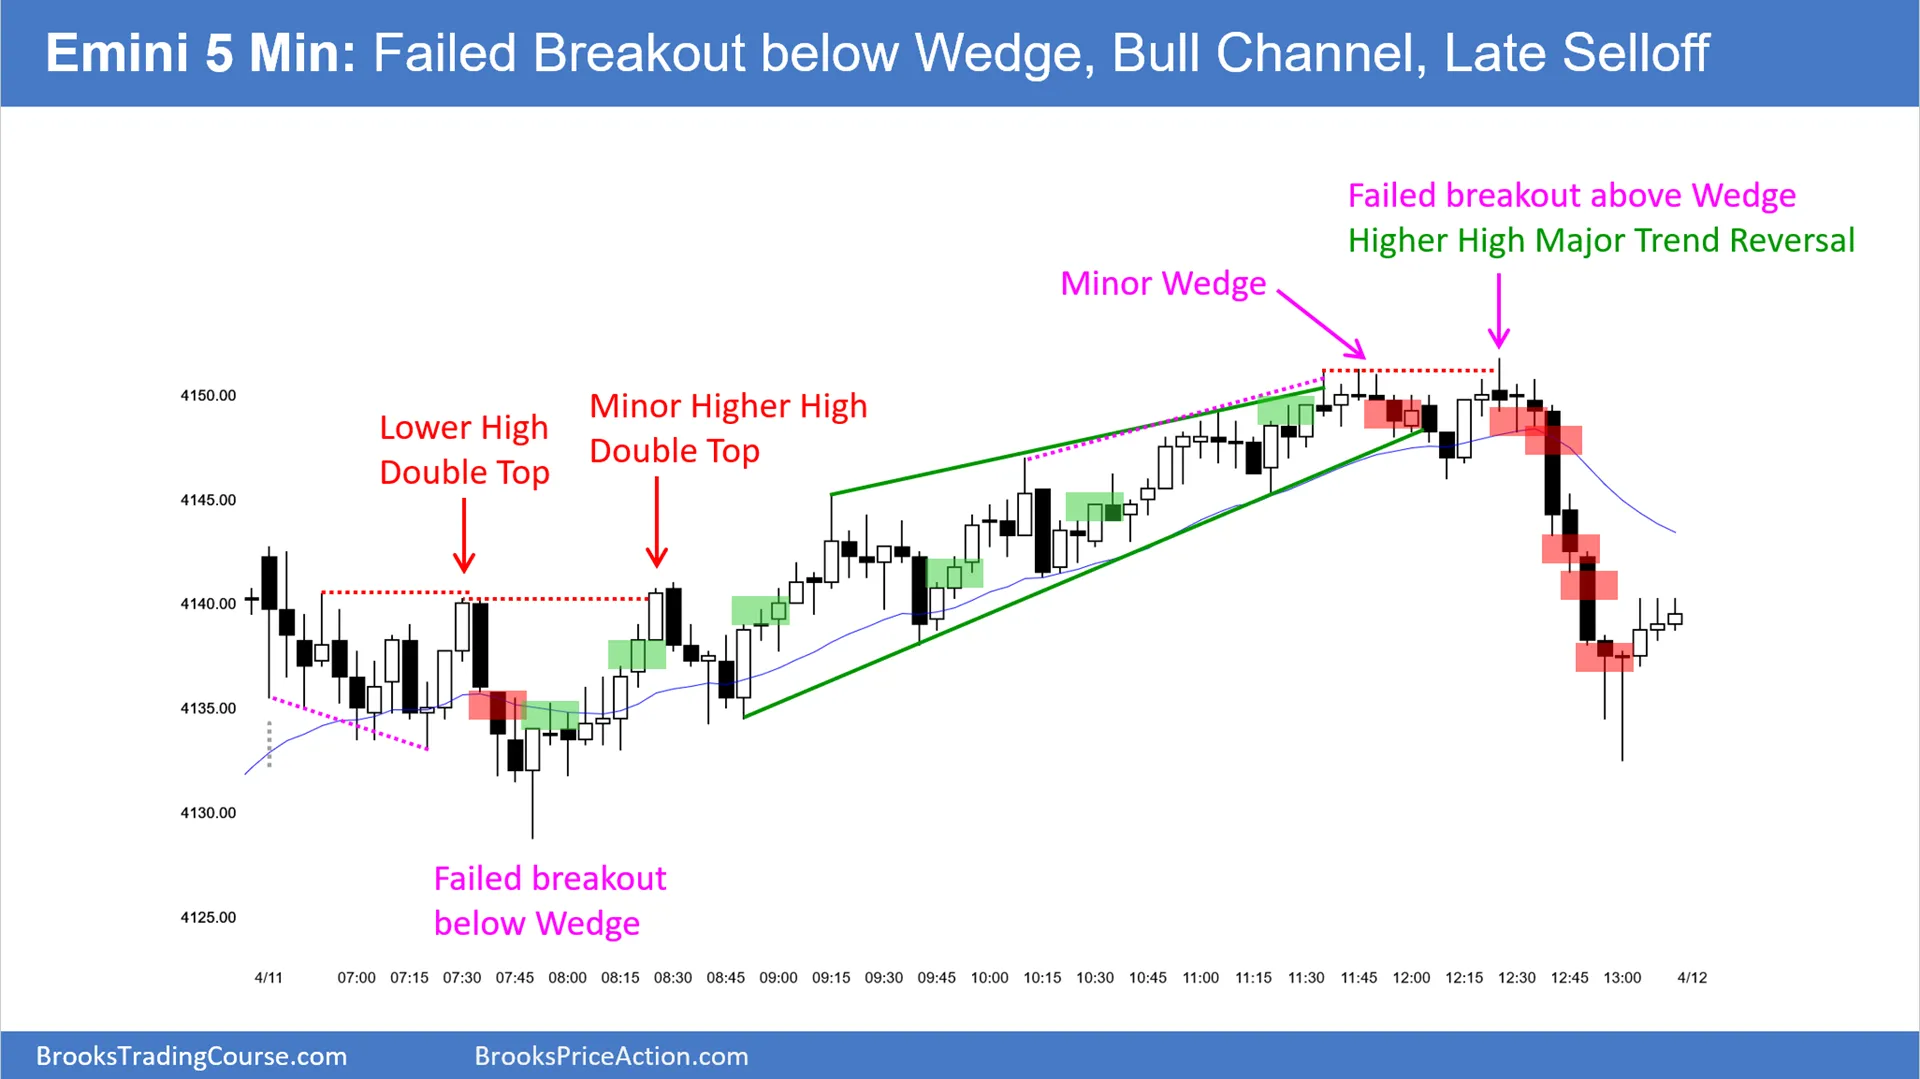 Emini 5 Min: Failed Breakout below Wedge, Bull Channel, Late Selloff
Failed breakout above Wedge
Higher High Major Trend Reversal
Minor Wedge
Minor Higher High
Double Top
Lower High
Double Top
Failed breakout
below Wedge
4150.00
4145.00
4140.00
4135.00
4130.00
4125.00
4/11 07:00 07:15 07:30 07:45 08:00 08:15 08:30 08:45 09:00 09:15 09:30 09:45 10:00 10:15 10:30 10:45 11:00 11:15 11:30 11:45 12:00 12:15 12:30 12:45 13:00 4/12
BrooksTradingCourse.com BrooksPriceAction.com